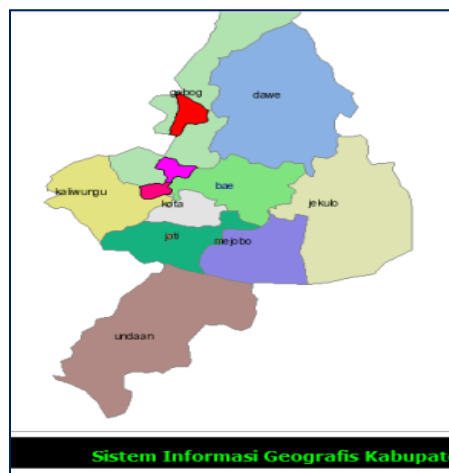 gebog
dawe
bae
kaliwungu
jekulo
kota
jati
mejobo
undaan
Sistem Informasi Geografis Kabupat